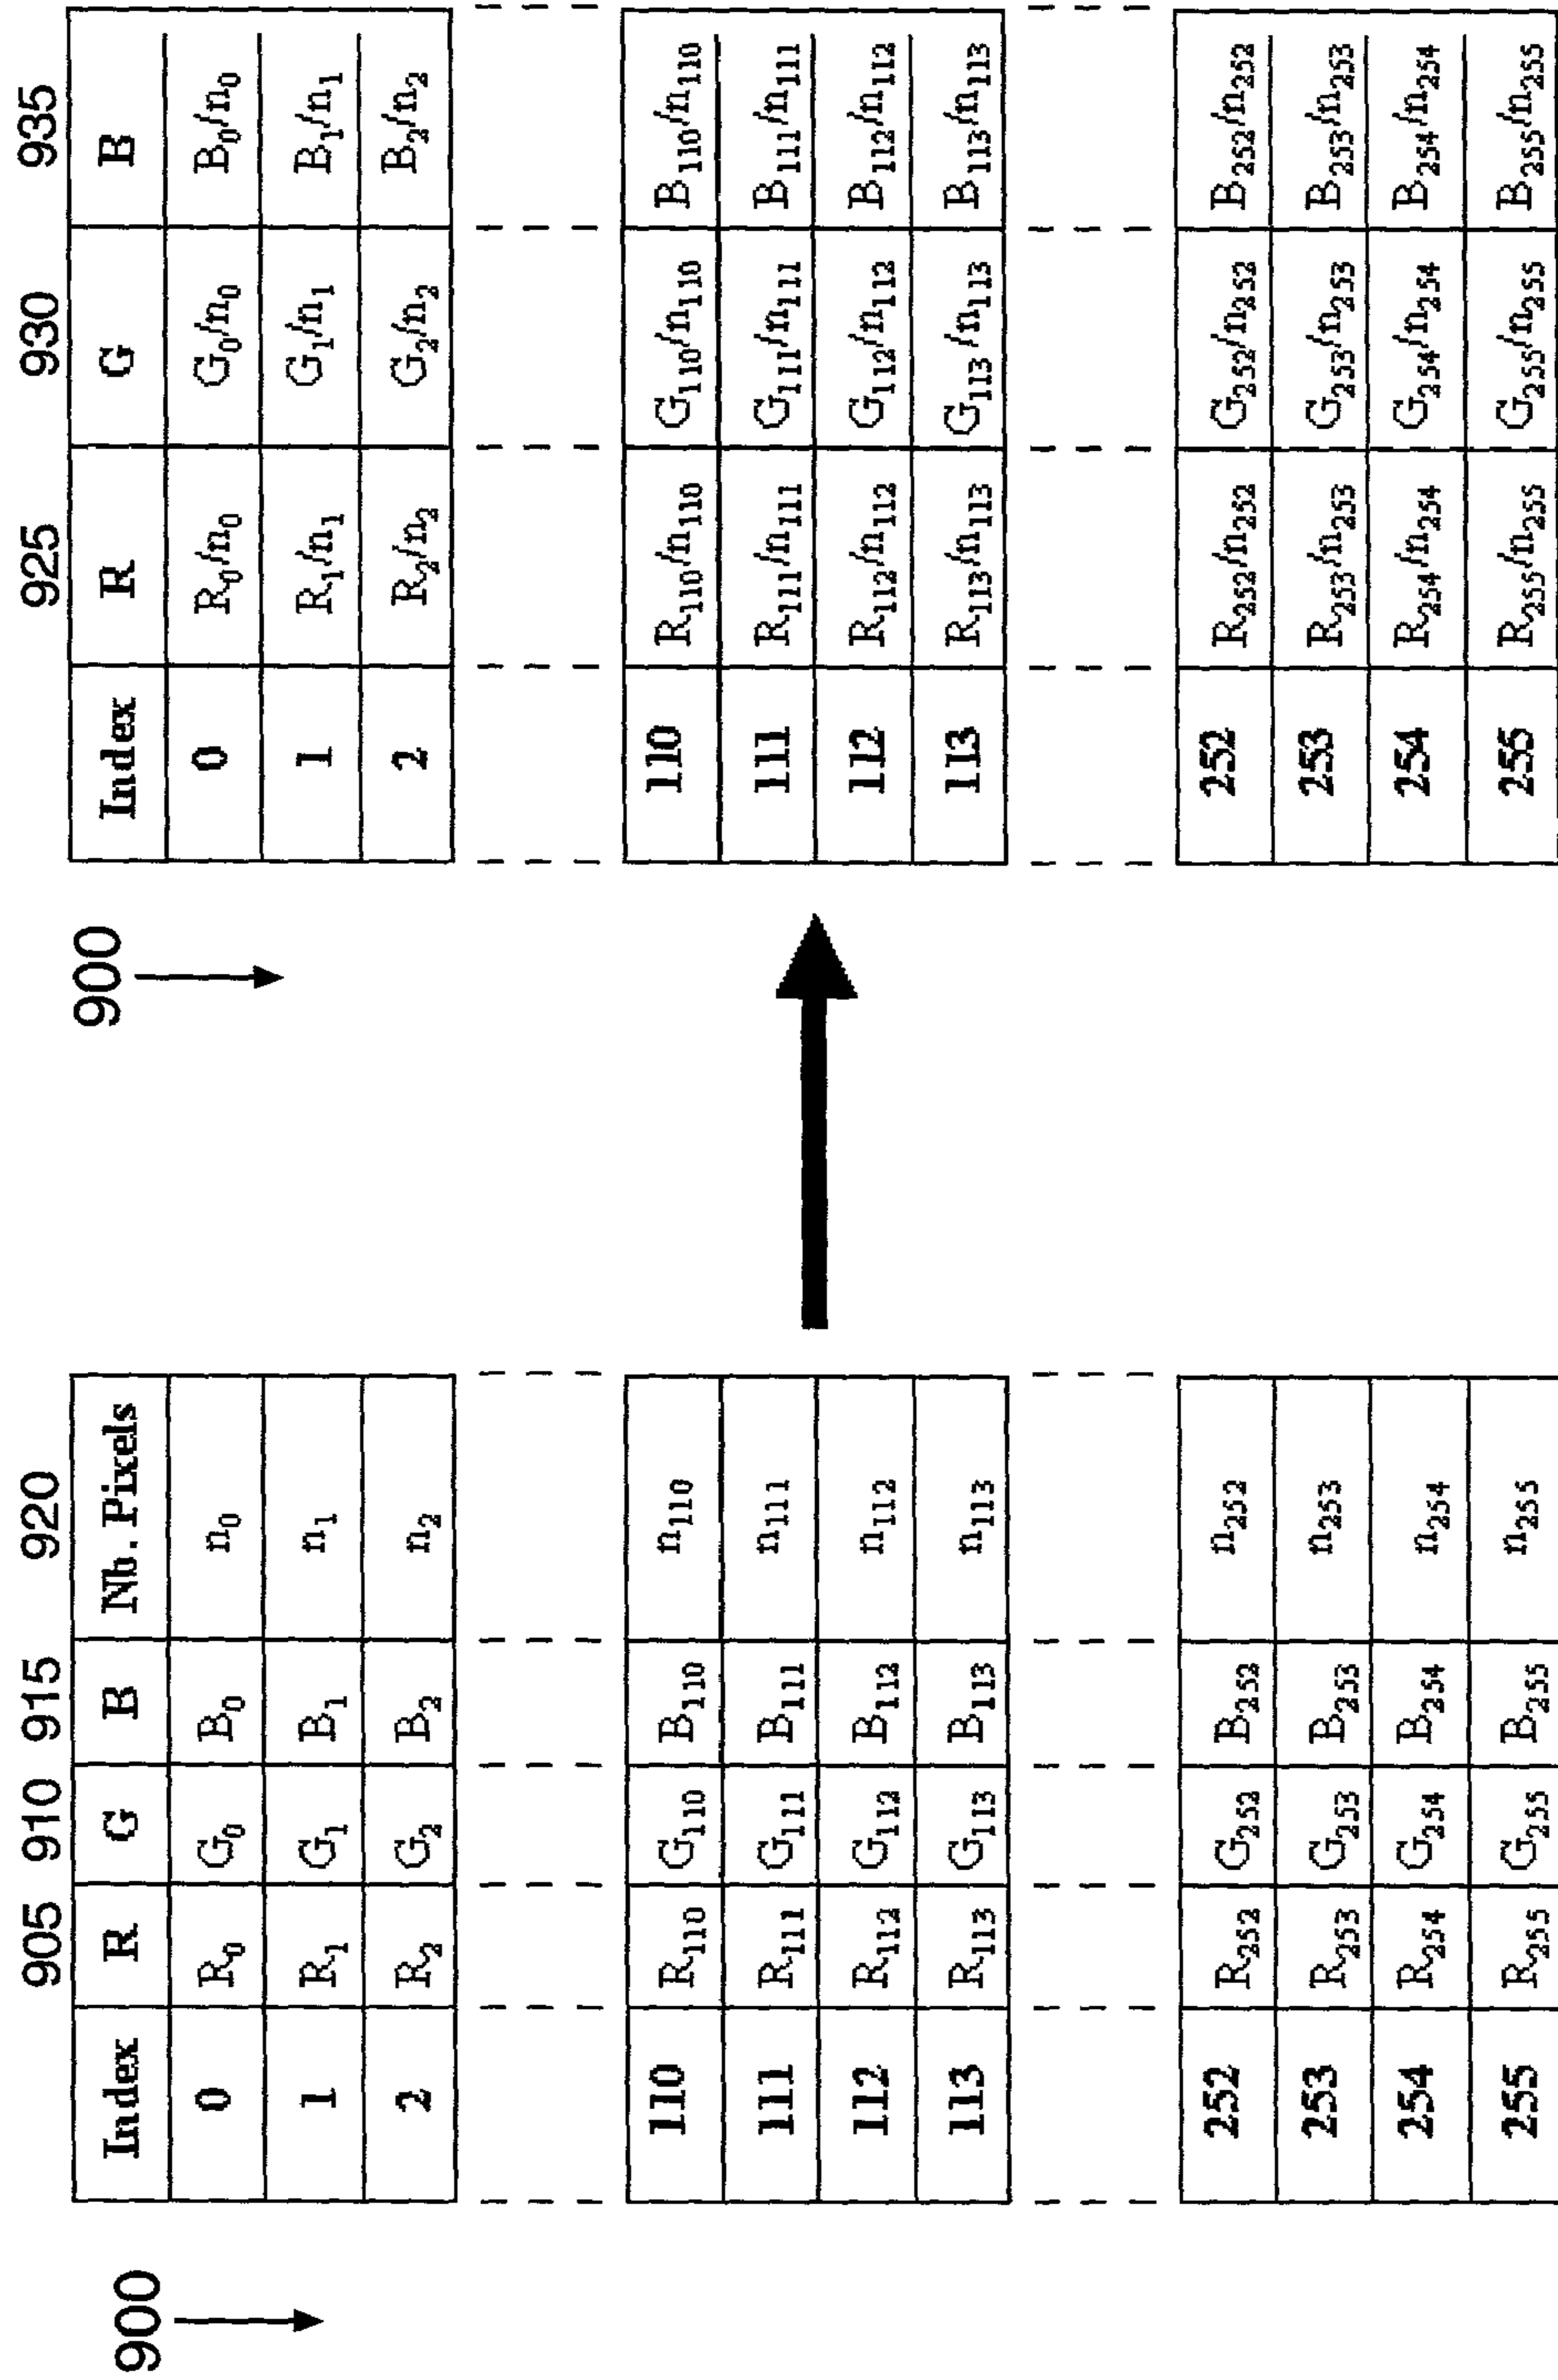 900
905 910 915 920
Index R G B Nb. Pixels
0 R₀ G₀ B₀ n₀
1 R₁ G₁ B₁ n₁
2 R₂ G₂ B₂ n₂
110 R₁₁₀ G₁₁₀ B₁₁₀ n₁₁₀
111 R₁₁₁ G₁₁₁ B₁₁₁ n₁₁₁
112 R₁₁₂ G₁₁₂ B₁₁₂ n₁₁₂
113 R₁₁₃ G₁₁₃ B₁₁₃ n₁₁₃
252 R₂₅₂ G₂₅₂ B₂₅₂ n₂₅₂
253 R₂₅₃ G₂₅₃ B₂₅₃ n₂₅₃
254 R₂₅₄ G₂₅₄ B₂₅₄ n₂₅₄
255 R₂₅₅ G₂₅₅ B₂₅₅ n₂₅₅
900
925 930 935
Index R G B
0 R₀/n₀ G₀/n₀ B₀/n₀
1 R₁/n₁ G₁/n₁ B₁/n₁
2 R₂/n₂ G₂/n₂ B₂/n₂
110 R₁₁₀/n₁₁₀ G₁₁₀/n₁₁₀ B₁₁₀/n₁₁₀
111 R₁₁₁/n₁₁₁ G₁₁₁/n₁₁₁ B₁₁₁/n₁₁₁
112 R₁₁₂/n₁₁₂ G₁₁₂/n₁₁₂ B₁₁₂/n₁₁₂
113 R₁₁₃/n₁₁₃ G₁₁₃/n₁₁₃ B₁₁₃/n₁₁₃
252 R₂₅₂/n₂₅₂ G₂₅₂/n₂₅₂ B₂₅₂/n₂₅₂
253 R₂₅₃/n₂₅₃ G₂₅₃/n₂₅₃ B₂₅₃/n₂₅₃
254 R₂₅₄/n₂₅₄ G₂₅₄/n₂₅₄ B₂₅₄/n₂₅₄
255 R₂₅₅/n₂₅₅ G₂₅₅/n₂₅₅ B₂₅₅/n₂₅₅